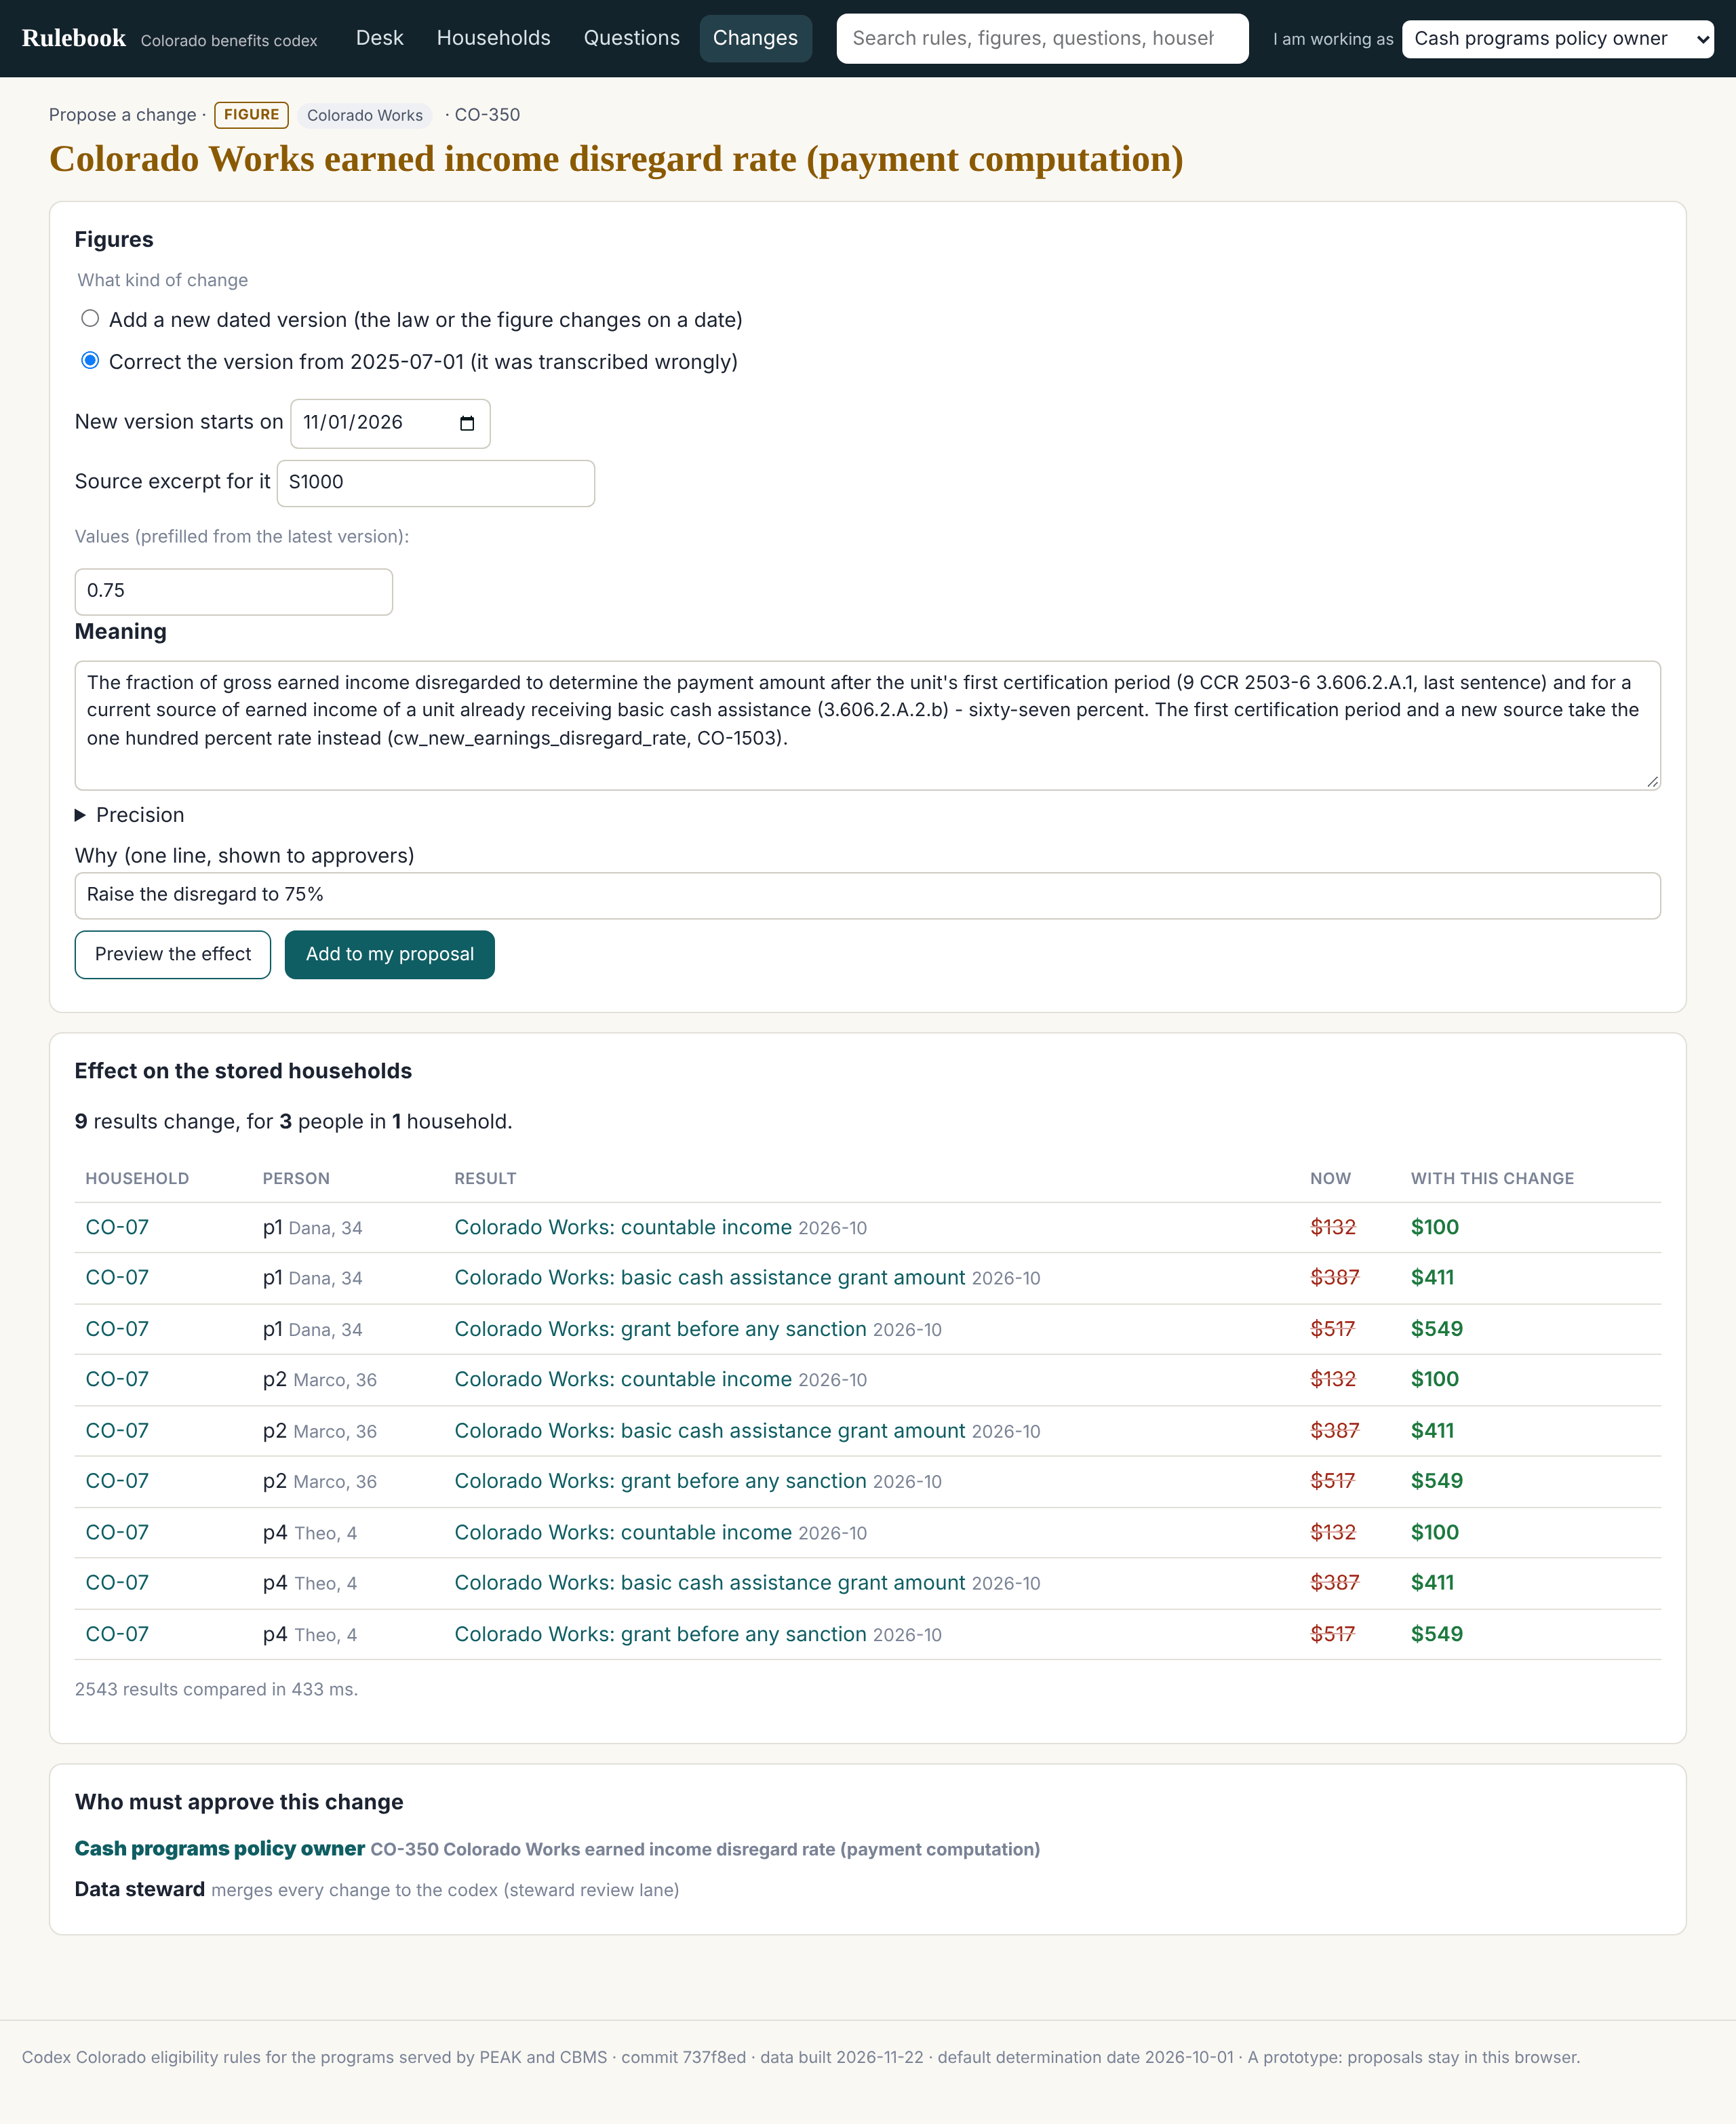 Rulebook Colorado benefits codex Desk Households Questions Changes Search rules, figures, questions, househ I am working as Cash programs policy owner
Propose a change · FIGURE Colorado Works · CO-350
Colorado Works earned income disregard rate (payment computation)
Figures
What kind of change
Add a new dated version (the law or the figure changes on a date)
Correct the version from 2025-07-01 (it was transcribed wrongly)
New version starts on 11/01/2026
Source excerpt for it S1000
Values (prefilled from the latest version):
0.75
Meaning
The fraction of gross earned income disregarded to determine the payment amount after the unit's first certification period (9 CCR 2503-6 3.606.2.A.1, last sentence) and for a
current source of earned income of a unit already receiving basic cash assistance (3.606.2.A.2.b) - sixty-seven percent. The first certification period and a new source take the
one hundred percent rate instead (cw_new_earnings_disregard_rate, CO-1503).
Precision
Why (one line, shown to approvers)
Raise the disregard to 75%
Preview the effect Add to my proposal
Effect on the stored households
9 results change, for 3 people in 1 household.
HOUSEHOLD PERSON RESULT NOW WITH THIS CHANGE
CO-07 p1 Dana, 34 Colorado Works: countable income 2026-10 $132 $100
CO-07 p1 Dana, 34 Colorado Works: basic cash assistance grant amount 2026-10 $387 $411
CO-07 p1 Dana, 34 Colorado Works: grant before any sanction 2026-10 $517 $549
CO-07 p2 Marco, 36 Colorado Works: countable income 2026-10 $132 $100
CO-07 p2 Marco, 36 Colorado Works: basic cash assistance grant amount 2026-10 $387 $411
CO-07 p2 Marco, 36 Colorado Works: grant before any sanction 2026-10 $517 $549
CO-07 p4 Theo, 4 Colorado Works: countable income 2026-10 $132 $100
CO-07 p4 Theo, 4 Colorado Works: basic cash assistance grant amount 2026-10 $387 $411
CO-07 p4 Theo, 4 Colorado Works: grant before any sanction 2026-10 $517 $549
2543 results compared in 433 ms.
Who must approve this change
Cash programs policy owner CO-350 Colorado Works earned income disregard rate (payment computation)
Data steward merges every change to the codex (steward review lane)
Codex Colorado eligibility rules for the programs served by PEAK and CBMS · commit 737f8ed · data built 2026-11-22 · default determination date 2026-10-01 · A prototype: proposals stay in this browser.